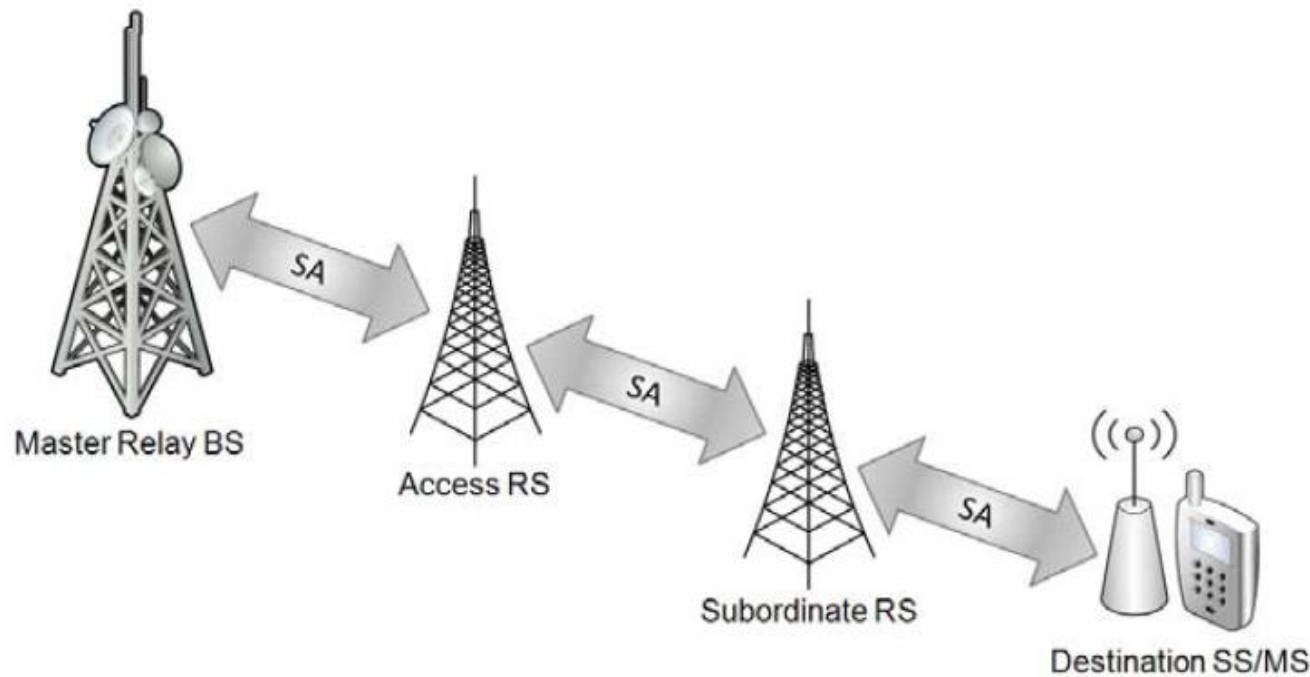 SA
Master Relay BS
SA
Access RS
SA
Subordinate RS
Destination SS/MS